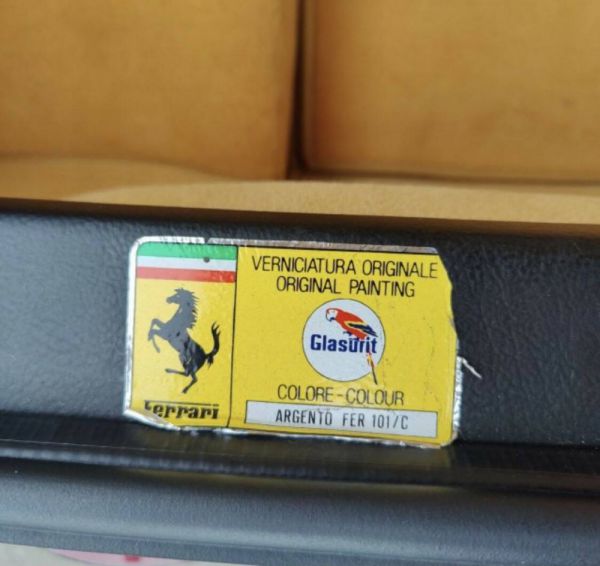 VERNICIATURA ORIGINALE
ORIGINAL PAINTING
Glasurit
COLORE-COLOUR
ARGENTO FER 101/C
Ferrari